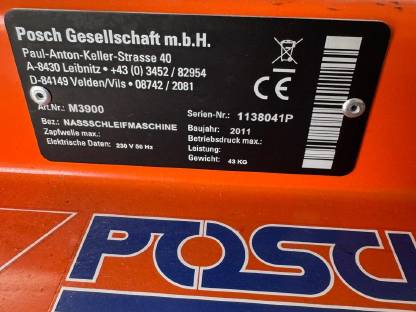 Posch Gesellschaft m.b.H.
Paul-Anton-Keller-Strasse 40
A-8430 Leibnitz • +43 (0) 3452 / 82954
D-84149 Velden/Vils • 08742 / 2081
Art.Nr.: M3900
Serien-Nr.: 1138041P
Bez.: NASSSCHLEIFMASCHINE
Baujahr: 2011
Zapfwelle max.:
Betriebsdruck max.:
Elektrische Daten: 230 V 50 Hz
Leistung:
Gewicht: 43 KG
CE
POSC